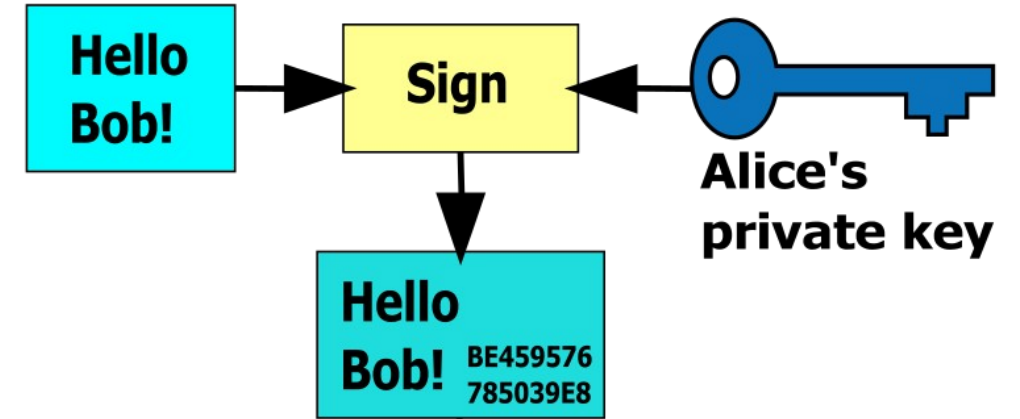 Hello
Bob!
Sign
Alice's
private key
Hello
Bob!
BE459576
785039E8